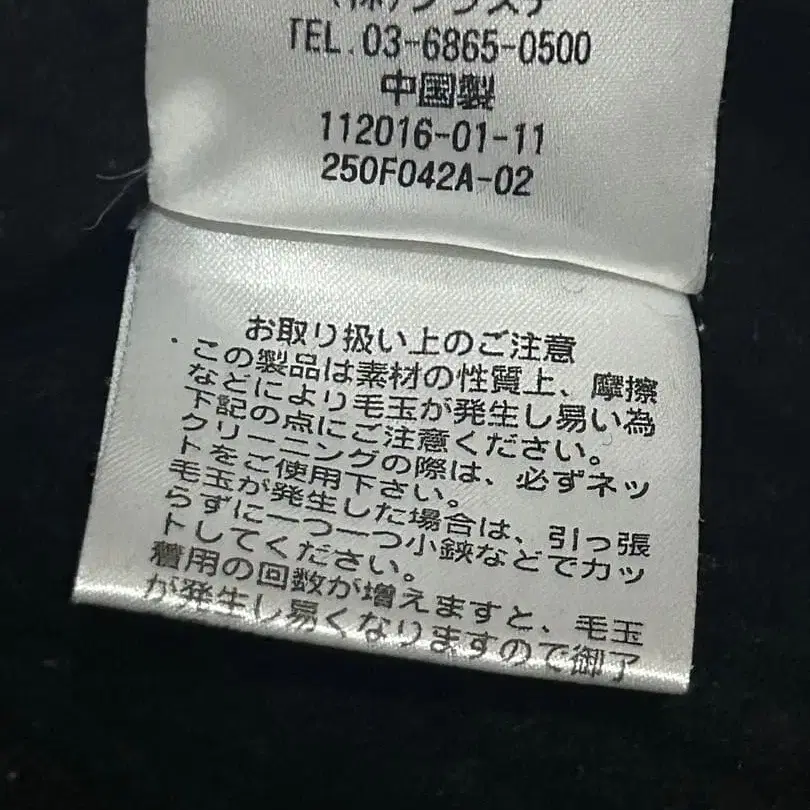 (株)プラステ
TEL.03-6865-0500
中国製
112016-01-11
250F042A-02
お取り扱い上のご注意
この製品は素材の性質上、摩擦
などにより毛玉が発生し易い為
下記の点にご注意ください。
クリーニングの際は、必ずネッ
トをご使用下さい。
毛玉が発生した場合は、引っ張
らずに一つ一つ小鋏などでカッ
トしてください。
着用の回数が増えますと、毛玉
が発生し易くなりますので御了